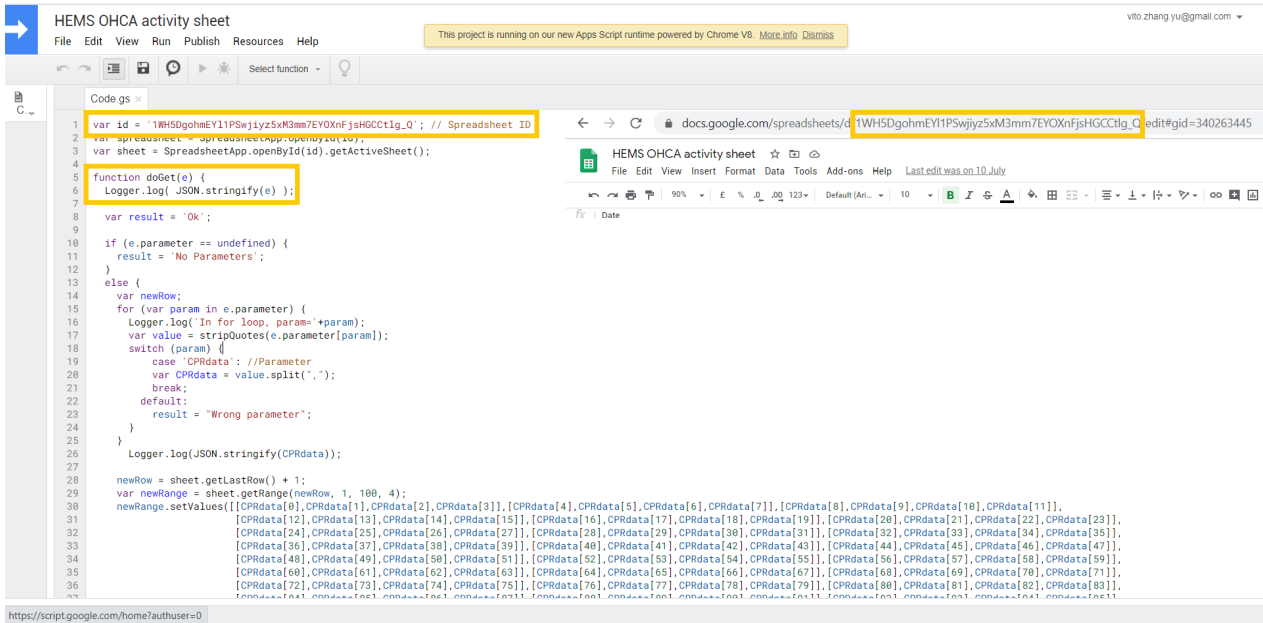 HEMS OHCA activity sheet
vito.zhang.yu@gmail.com
File Edit View Run Publish Resources Help
This project is running on our new Apps Script runtime powered by Chrome V8. More info Dismiss
Select function
C...
Code.gs ×
1 var id = '1WH5DgohmEYl1PSwjiyz5xM3mm7EYOXnFjsHGCCtlg_Q'; // Spreadsheet ID
2 var spreadsheet = SpreadsheetApp.openById(id);
3 var sheet = SpreadsheetApp.openById(id).getActiveSheet();
4
5 function doGet(e) {
6 Logger.log( JSON.stringify(e) );
7
8 var result = 'Ok';
9
10 if (e.parameter == undefined) {
11 result = 'No Parameters';
12 }
13 else {
14 var newRow;
15 for (var param in e.parameter) {
16 Logger.log('In for loop, param='+param);
17 var value = stripQuotes(e.parameter[param]);
18 switch (param) {
19 case 'CPRdata': //Parameter
20 var CPRdata = value.split(",");
21 break;
22 default:
23 result = "Wrong parameter";
24 }
25 }
26 Logger.log(JSON.stringify(CPRdata));
27
28 newRow = sheet.getLastRow() + 1;
29 var newRange = sheet.getRange(newRow, 1, 100, 4);
30 newRange.setValues([[CPRdata[0],CPRdata[1],CPRdata[2],CPRdata[3]],[CPRdata[4],CPRdata[5],CPRdata[6],CPRdata[7]],[CPRdata[8],CPRdata[9],CPRdata[10],CPRdata[11]],
31 [CPRdata[12],CPRdata[13],CPRdata[14],CPRdata[15]],[CPRdata[16],CPRdata[17],CPRdata[18],CPRdata[19]],[CPRdata[20],CPRdata[21],CPRdata[22],CPRdata[23]],
32 [CPRdata[24],CPRdata[25],CPRdata[26],CPRdata[27]],[CPRdata[28],CPRdata[29],CPRdata[30],CPRdata[31]],[CPRdata[32],CPRdata[33],CPRdata[34],CPRdata[35]],
33 [CPRdata[36],CPRdata[37],CPRdata[38],CPRdata[39]],[CPRdata[40],CPRdata[41],CPRdata[42],CPRdata[43]],[CPRdata[44],CPRdata[45],CPRdata[46],CPRdata[47]],
34 [CPRdata[48],CPRdata[49],CPRdata[50],CPRdata[51]],[CPRdata[52],CPRdata[53],CPRdata[54],CPRdata[55]],[CPRdata[56],CPRdata[57],CPRdata[58],CPRdata[59]],
35 [CPRdata[60],CPRdata[61],CPRdata[62],CPRdata[63]],[CPRdata[64],CPRdata[65],CPRdata[66],CPRdata[67]],[CPRdata[68],CPRdata[69],CPRdata[70],CPRdata[71]],
36 [CPRdata[72],CPRdata[73],CPRdata[74],CPRdata[75]],[CPRdata[76],CPRdata[77],CPRdata[78],CPRdata[79]],[CPRdata[80],CPRdata[81],CPRdata[82],CPRdata[83]],
docs.google.com/spreadsheets/d/1WH5DgohmEYl1PSwjiyz5xM3mm7EYOXnFjsHGCCtlg_Q/edit#gid=340263445
HEMS OHCA activity sheet
File Edit View Insert Format Data Tools Add-ons Help Last edit was on 10 July
90% £ % .0 .00 123 Default (Ari... 10 B I S A
fx Date
https://script.google.com/home?authuser=0